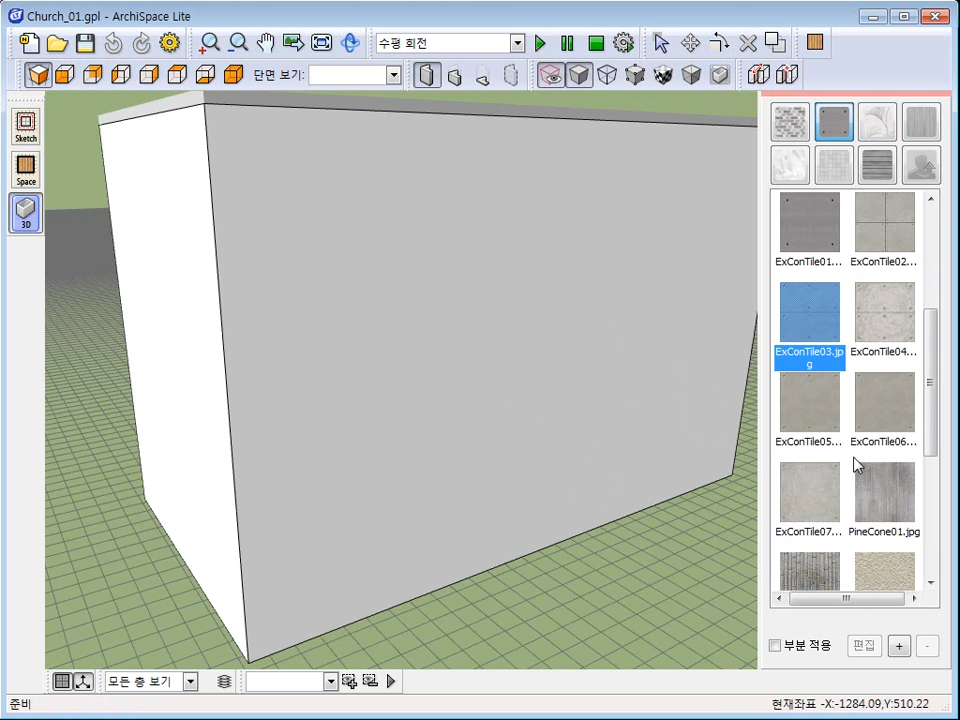 Church_01.gpl - ArchiSpace Lite
수평 회전
단면 보기:
Sketch
Space
3D
ExConTile01...
ExConTile02...
ExConTile03.jp
g
ExConTile04...
ExConTile05...
ExConTile06...
ExConTile07...
PineCone01.jpg
부분 적용
편집
+
-
모든 층 보기
준비
현재좌표 -X:-1284.09,Y:510.22